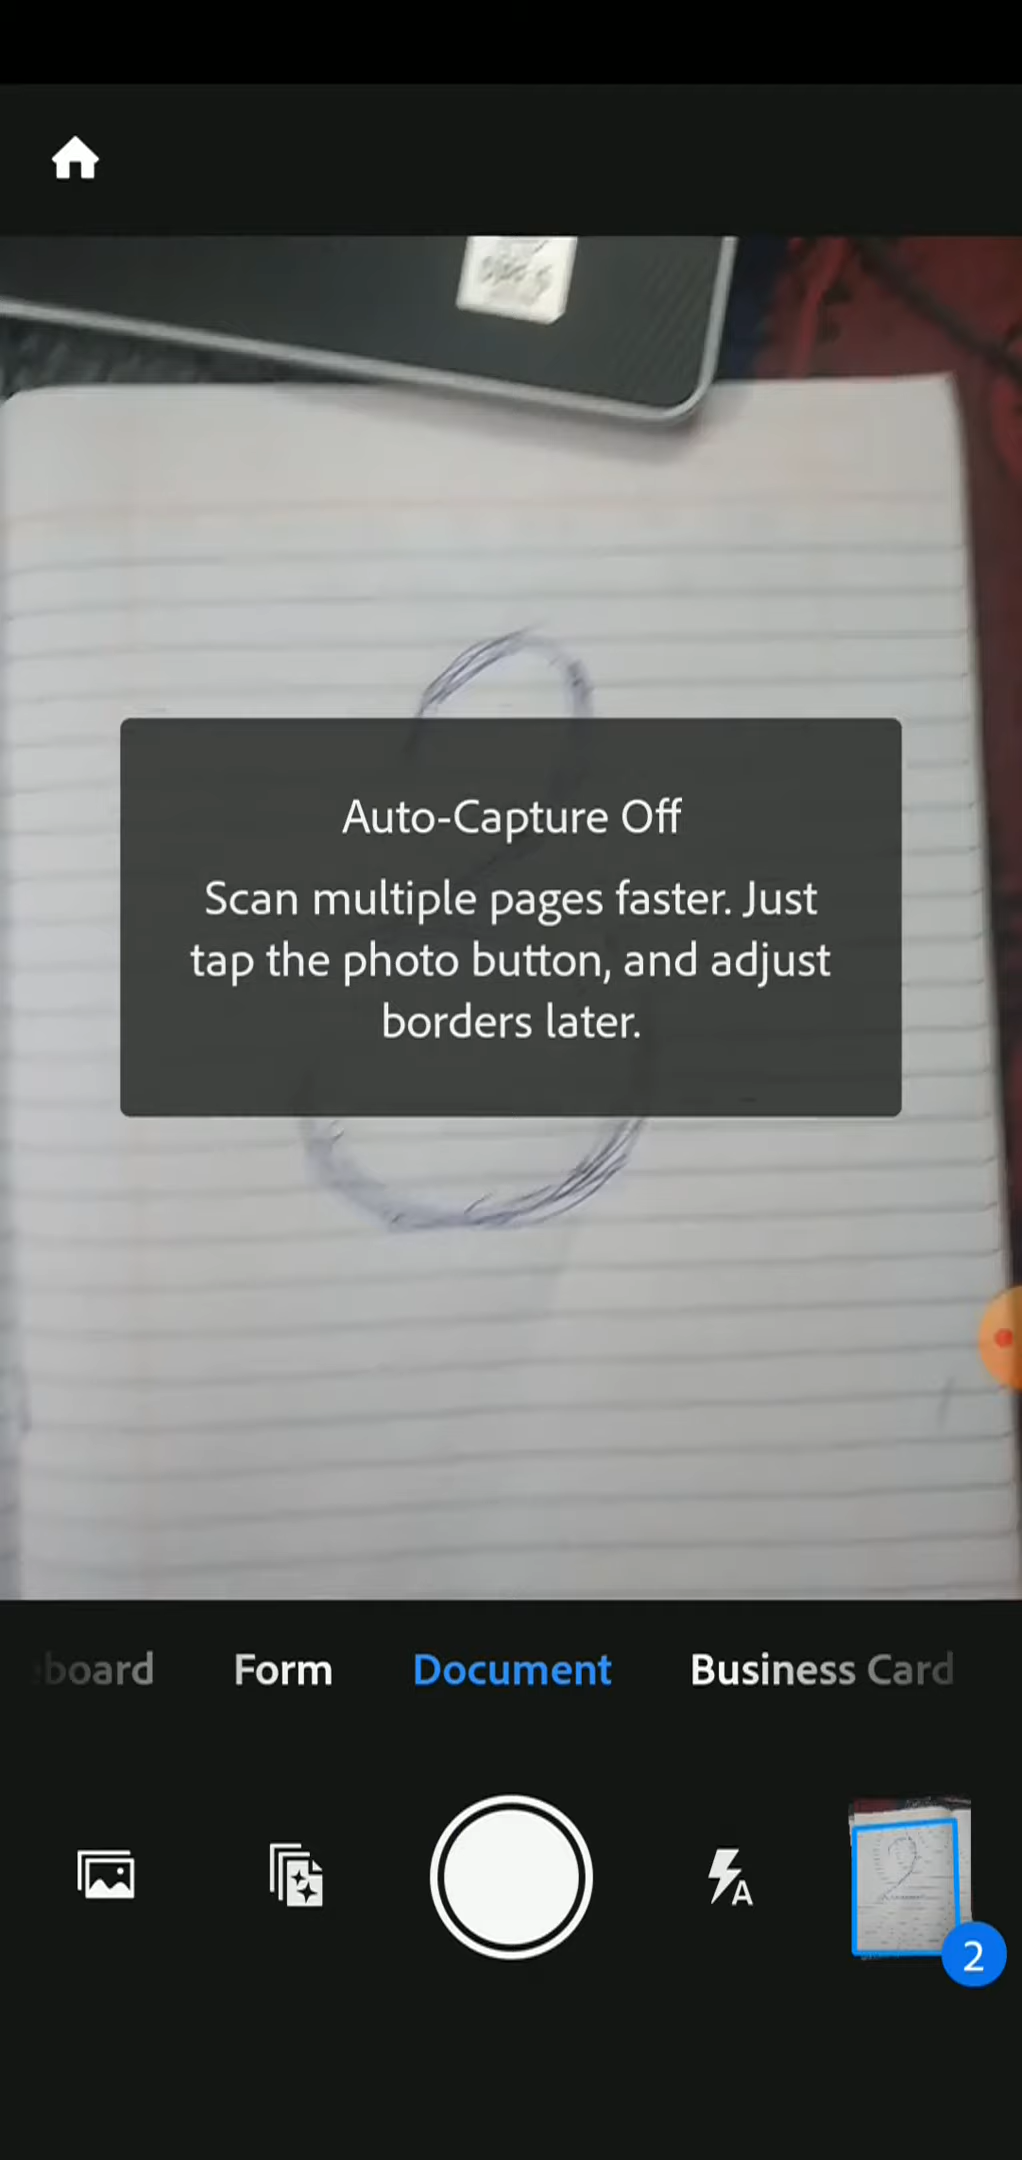 Auto-Capture Off
Scan multiple pages faster. Just
tap the photo button, and adjust
borders later.
board
Form
Document
Business Card
A
2